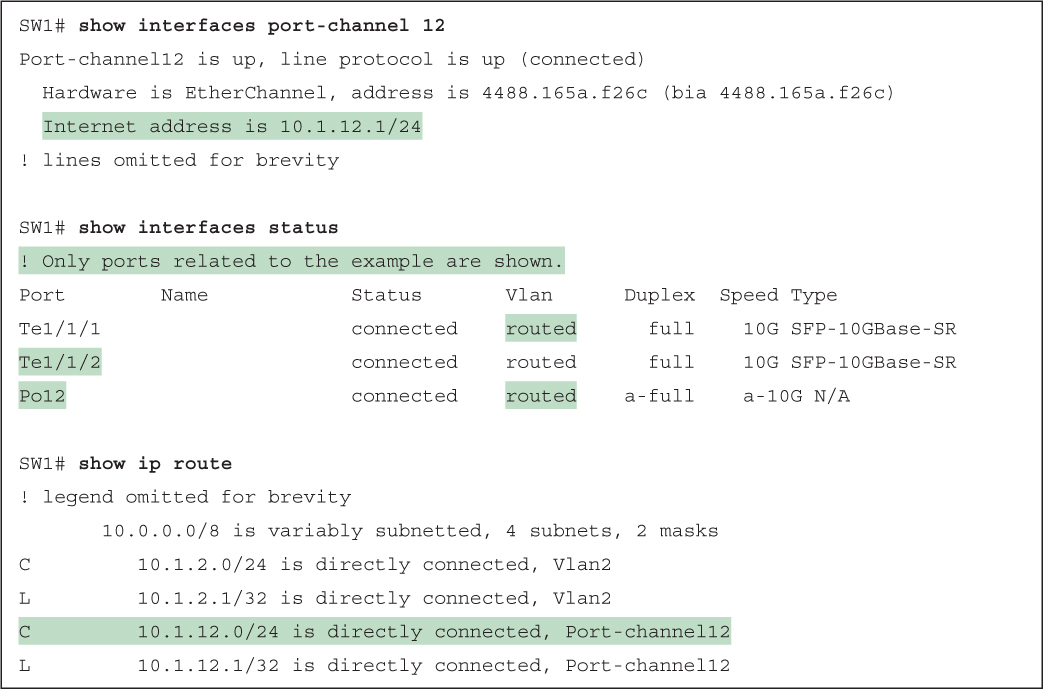 SW1# show interfaces port-channel 12
Port-channel12 is up, line protocol is up (connected)
Hardware is EtherChannel, address is 4488.165a.f26c (bia 4488.165a.f26c)
Internet address is 10.1.12.1/24
! lines omitted for brevity
SW1# show interfaces status
! Only ports related to the example are shown.
Port Name Status Vlan Duplex Speed Type
Te1/1/1 connected routed full 10G SFP-10GBase-SR
Te1/1/2 connected routed full 10G SFP-10GBase-SR
Po12 connected routed a-full a-10G N/A
SW1# show ip route
! legend omitted for brevity
10.0.0.0/8 is variably subnetted, 4 subnets, 2 masks
C 10.1.2.0/24 is directly connected, Vlan2
L 10.1.2.1/32 is directly connected, Vlan2
C 10.1.12.0/24 is directly connected, Port-channel12
L 10.1.12.1/32 is directly connected, Port-channel12